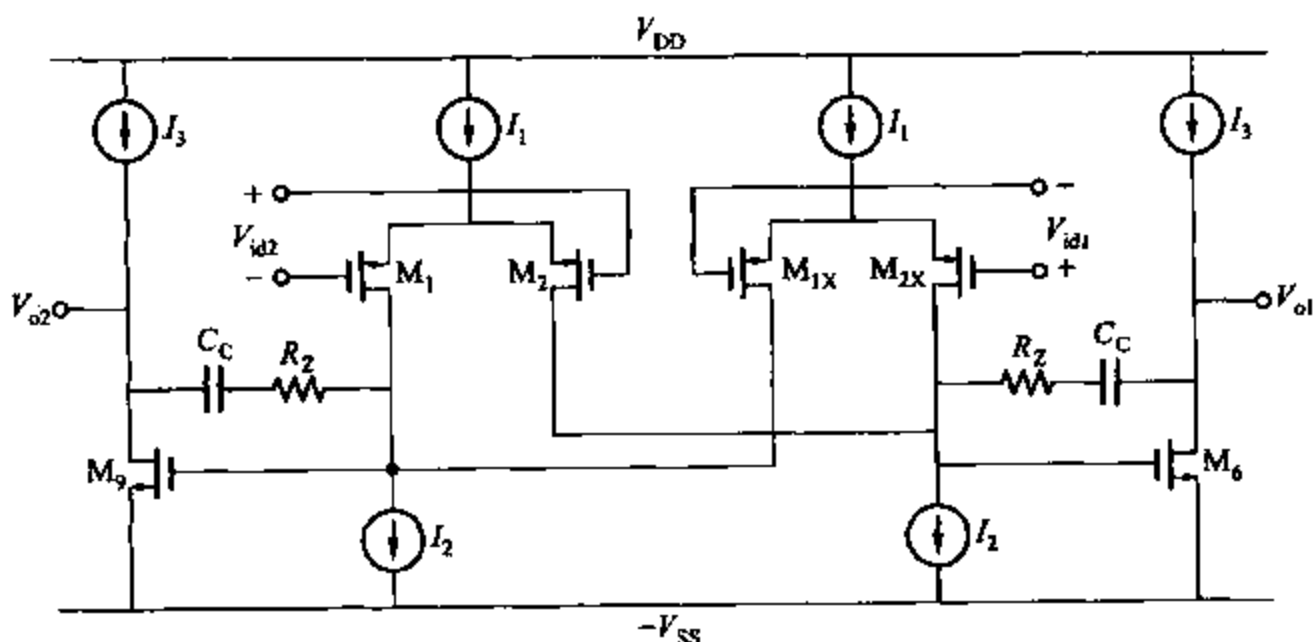 V_DD
I_3
I_1
I_1
I_3
+
−
V_id2
−
M_1
M_2
M_1X
M_2X
V_id1
+
V_o2
V_o1
C_C
R_Z
R_Z
C_C
M_9
M_6
I_2
I_2
−V_SS